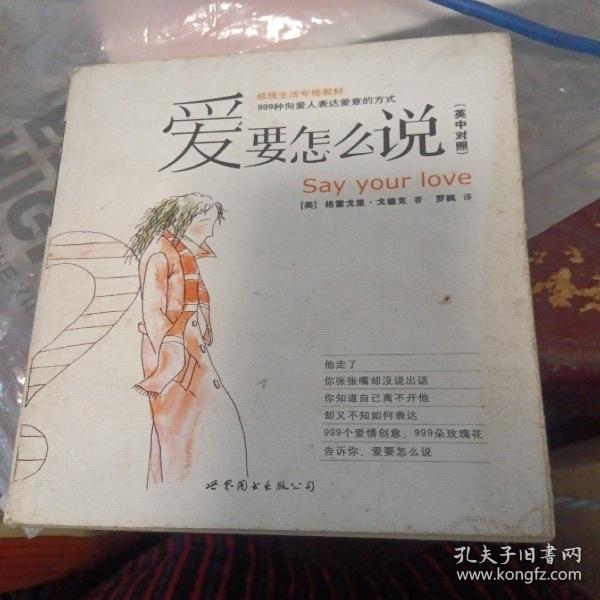 感情生活专修教材
999种向爱人表达爱意的方式
爱要怎么说
(英中对照)
Say your love
[美] 格雷戈里·戈德克 著 罗枫 译
他走了
你张张嘴却没说出话
你知道自己离不开他
却又不知如何表达
999个爱情创意，999朵玫瑰花
告诉你，爱要怎么说
世界图书出版公司
孔夫子旧书网
www.kongfz.com